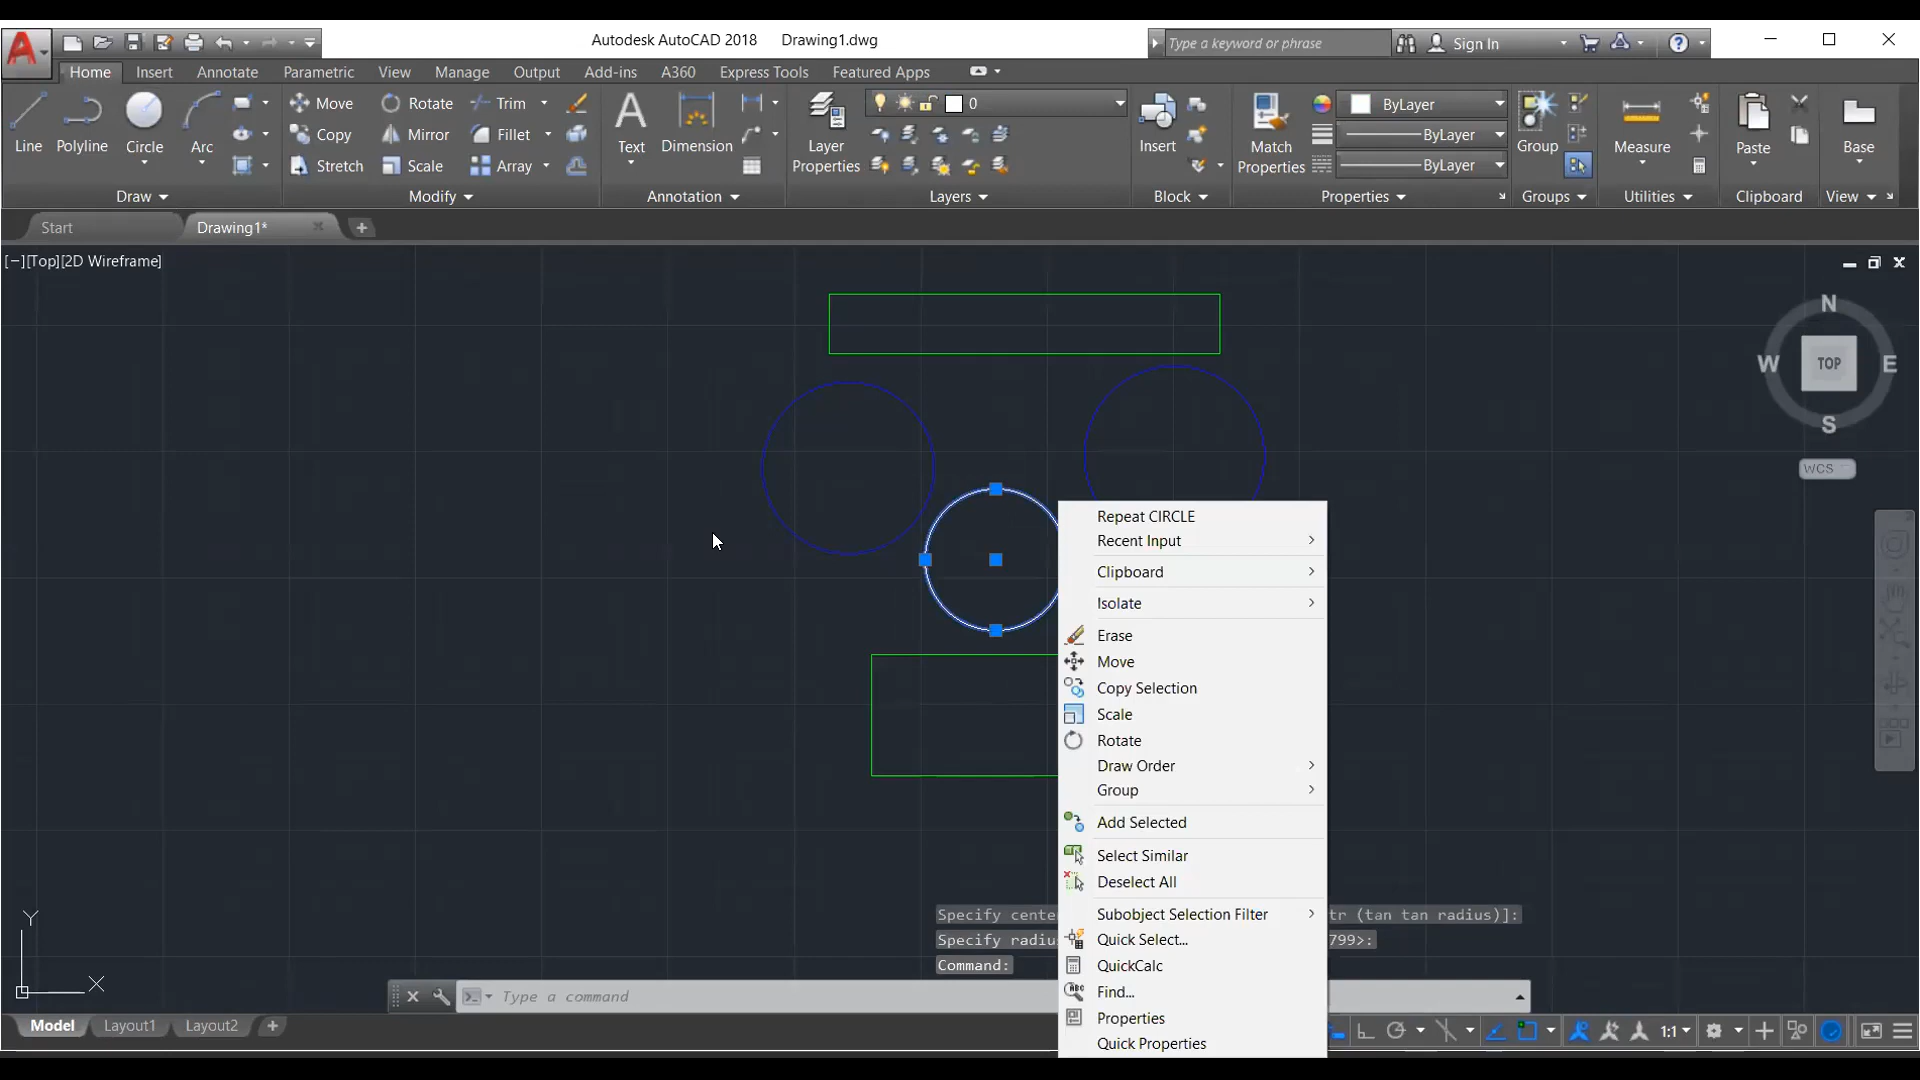 Autodesk AutoCAD 2018 Drawing1.dwg
Type a keyword or phrase
Sign In
Home Insert Annotate Parametric View Manage Output Add-ins A360 Express Tools Featured Apps
Move Rotate Trim
0
ByLayer
Copy Mirror Fillet
ByLayer
Line Polyline Circle Arc
Text Dimension
Layer Properties
Insert
Match Properties
Group Measure Paste Base
Stretch Scale Array
ByLayer
Draw Modify Annotation Layers Block Properties Groups Utilities Clipboard View
Start Drawing1*
[−][Top][2D Wireframe]
N
W TOP E
S
WCS
Repeat CIRCLE
Recent Input
Clipboard
Isolate
Erase
Move
Copy Selection
Scale
Rotate
Draw Order
Group
Add Selected
Select Similar
Deselect All
Subobject Selection Filter
Quick Select...
QuickCalc
Find...
Properties
Quick Properties
Y
X
Specify cente tr (tan tan radius)]:
Specify radiu 799>:
Command:
Type a command
Model Layout1 Layout2
1:1